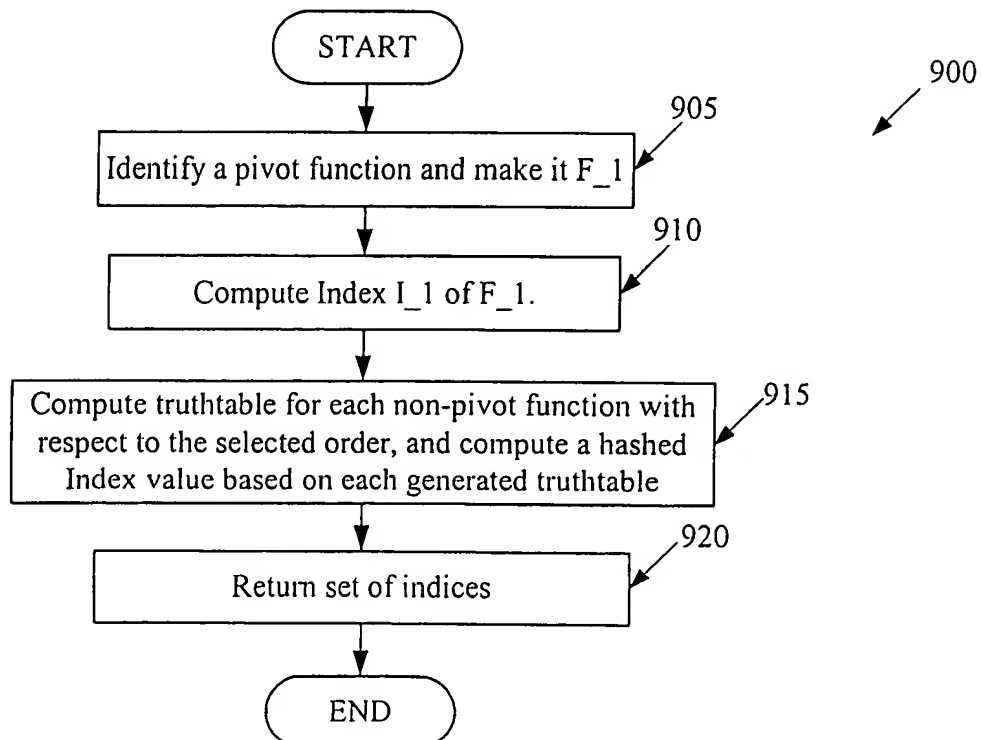 START
900
905
Identify a pivot function and make it F_1
910
Compute Index I_1 of F_1.
915
Compute truthtable for each non-pivot function with
respect to the selected order, and compute a hashed
Index value based on each generated truthtable
920
Return set of indices
END